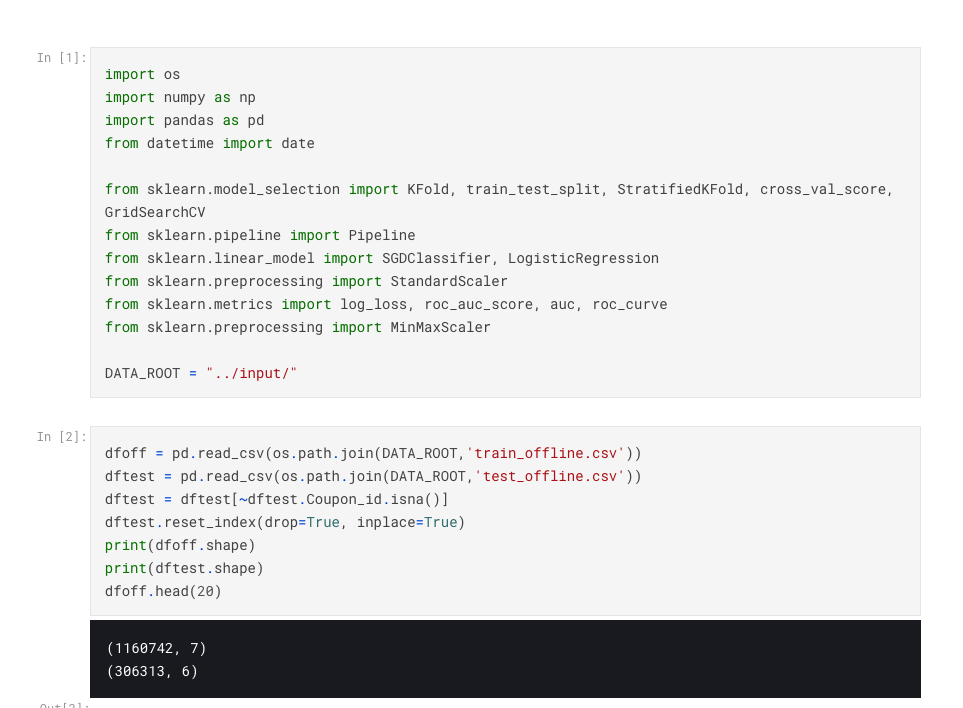 In [1]:
import os
import numpy as np
import pandas as pd
from datetime import date
from sklearn.model_selection import KFold, train_test_split, StratifiedKFold, cross_val_score,
GridSearchCV
from sklearn.pipeline import Pipeline
from sklearn.linear_model import SGDClassifier, LogisticRegression
from sklearn.preprocessing import StandardScaler
from sklearn.metrics import log_loss, roc_auc_score, auc, roc_curve
from sklearn.preprocessing import MinMaxScaler
DATA_ROOT = "../input/"
In [2]:
dfoff = pd.read_csv(os.path.join(DATA_ROOT,'train_offline.csv'))
dftest = pd.read_csv(os.path.join(DATA_ROOT,'test_offline.csv'))
dftest = dftest[~dftest.Coupon_id.isna()]
dftest.reset_index(drop=True, inplace=True)
print(dfoff.shape)
print(dftest.shape)
dfoff.head(20)
(1160742, 7)
(306313, 6)